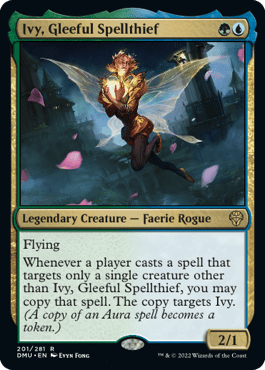 Ivy, Gleeful Spellthief
Legendary Creature — Faerie Rogue
Flying
Whenever a player casts a spell that
targets only a single creature other
than Ivy, Gleeful Spellthief, you may
copy that spell. The copy targets Ivy.
(A copy of an Aura spell becomes a
token.)
2/1
201/281 R
DMU • EN Evyn Fong
™ & © 2022 Wizards of the Coast